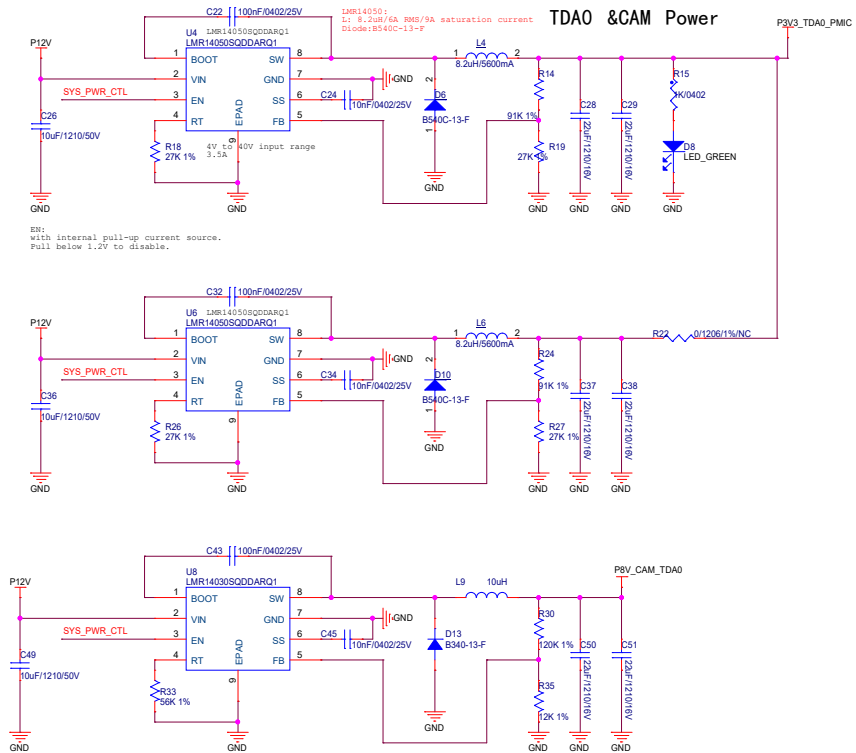 TDA0 &CAM Power
LMR14050:
L: 8.2uH/6A RMS/9A saturation current
Diode:B540C-13-F
P3V3_TDA0_PMIC
C22
100nF/0402/25V
U4
LMR14050SQDDARQ1
LMR14050SQDDARQ1
P12V
1
BOOT
SW
8
2
VIN
GND
7
GND
SYS_PWR_CTL
3
EN
SS
6
C24
10nF/0402/25V
4
RT
FB
5
EPAD
9
C26
10uF/1210/50V
R18
27K 1%
4V to 40V input range
3.5A
L4
1
2
8.2uH/5600mA
2
D6
B540C-13-F
1
R14
91K 1%
R19
27K 1%
C28
22uF/1210/16V
C29
22uF/1210/16V
R15
1K/0402
D8
LED_GREEN
GND
GND
GND
GND
GND
GND
GND
EN:
with internal pull-up current source.
Pull below 1.2V to disable.
C32
100nF/0402/25V
U6
LMR14050SQDDARQ1
LMR14050SQDDARQ1
P12V
1
BOOT
SW
8
2
VIN
GND
7
GND
SYS_PWR_CTL
3
EN
SS
6
C34
10nF/0402/25V
4
RT
FB
5
EPAD
9
C36
10uF/1210/50V
R26
27K 1%
L6
1
2
8.2uH/5600mA
2
D10
B540C-13-F
1
R24
91K 1%
R27
27K 1%
C37
22uF/1210/16V
C38
22uF/1210/16V
R22
0/1206/1%/NC
GND
GND
GND
GND
GND
GND
C43
100nF/0402/25V
U8
LMR14030SQDDARQ1
P12V
1
BOOT
SW
8
2
VIN
GND
7
GND
SYS_PWR_CTL
3
EN
SS
6
C45
10nF/0402/25V
4
RT
FB
5
EPAD
9
C49
10uF/1210/50V
R33
56K 1%
L9
10uH
D13
B340-13-F
R30
120K 1%
R35
12K 1%
C50
22uF/1210/16V
C51
22uF/1210/16V
P8V_CAM_TDA0
GND
GND
GND
GND
GND
GND